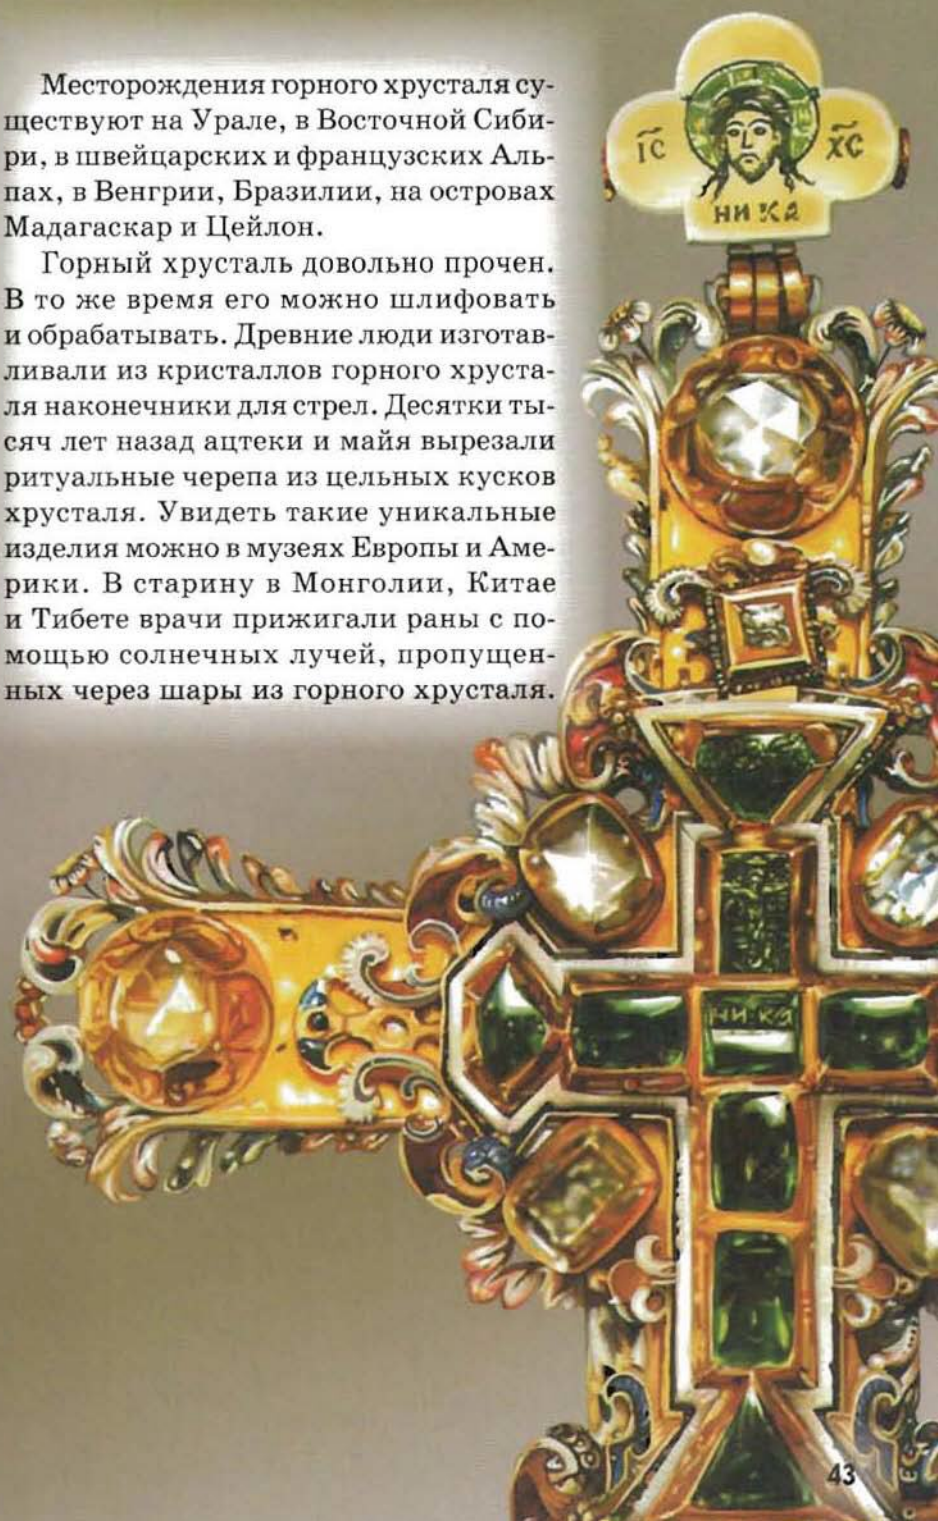 Месторождения горного хрусталя су-
ществуют на Урале, в Восточной Сиби-
ри, в швейцарских и французских Аль-
пах, в Венгрии, Бразилии, на островах
Мадагаскар и Цейлон.
Горный хрусталь довольно прочен.
В то же время его можно шлифовать
и обрабатывать. Древние люди изготав-
ливали из кристаллов горного хруста-
ля наконечники для стрел. Десятки ты-
сяч лет назад ацтеки и майя вырезали
ритуальные черепа из цельных кусков
хрусталя. Увидеть такие уникальные
изделия можно в музеях Европы и Аме-
рики. В старину в Монголии, Китае
и Тибете врачи прижигали раны с по-
мощью солнечных лучей, пропущен-
ных через шары из горного хрусталя.
IC XC
НИКА
НИКА
43